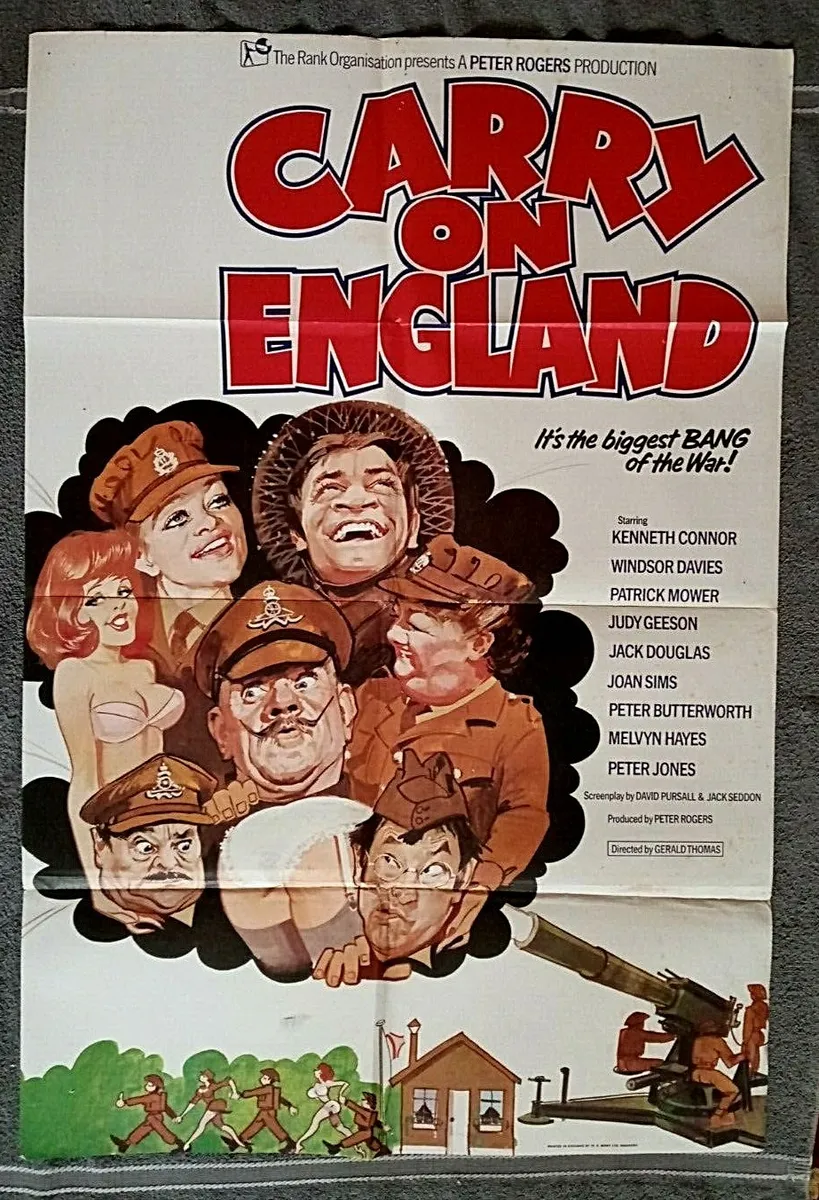 The Rank Organisation presents A PETER ROGERS PRODUCTION
CARRY
ON
ENGLAND
It's the biggest BANG
of the War!
Starring
KENNETH CONNOR
WINDSOR DAVIES
PATRICK MOWER
JUDY GEESON
JACK DOUGLAS
JOAN SIMS
PETER BUTTERWORTH
MELVYN HAYES
PETER JONES
Screenplay by DAVID PURSALL & JACK SEDDON
Produced by PETER ROGERS
Directed by GERALD THOMAS